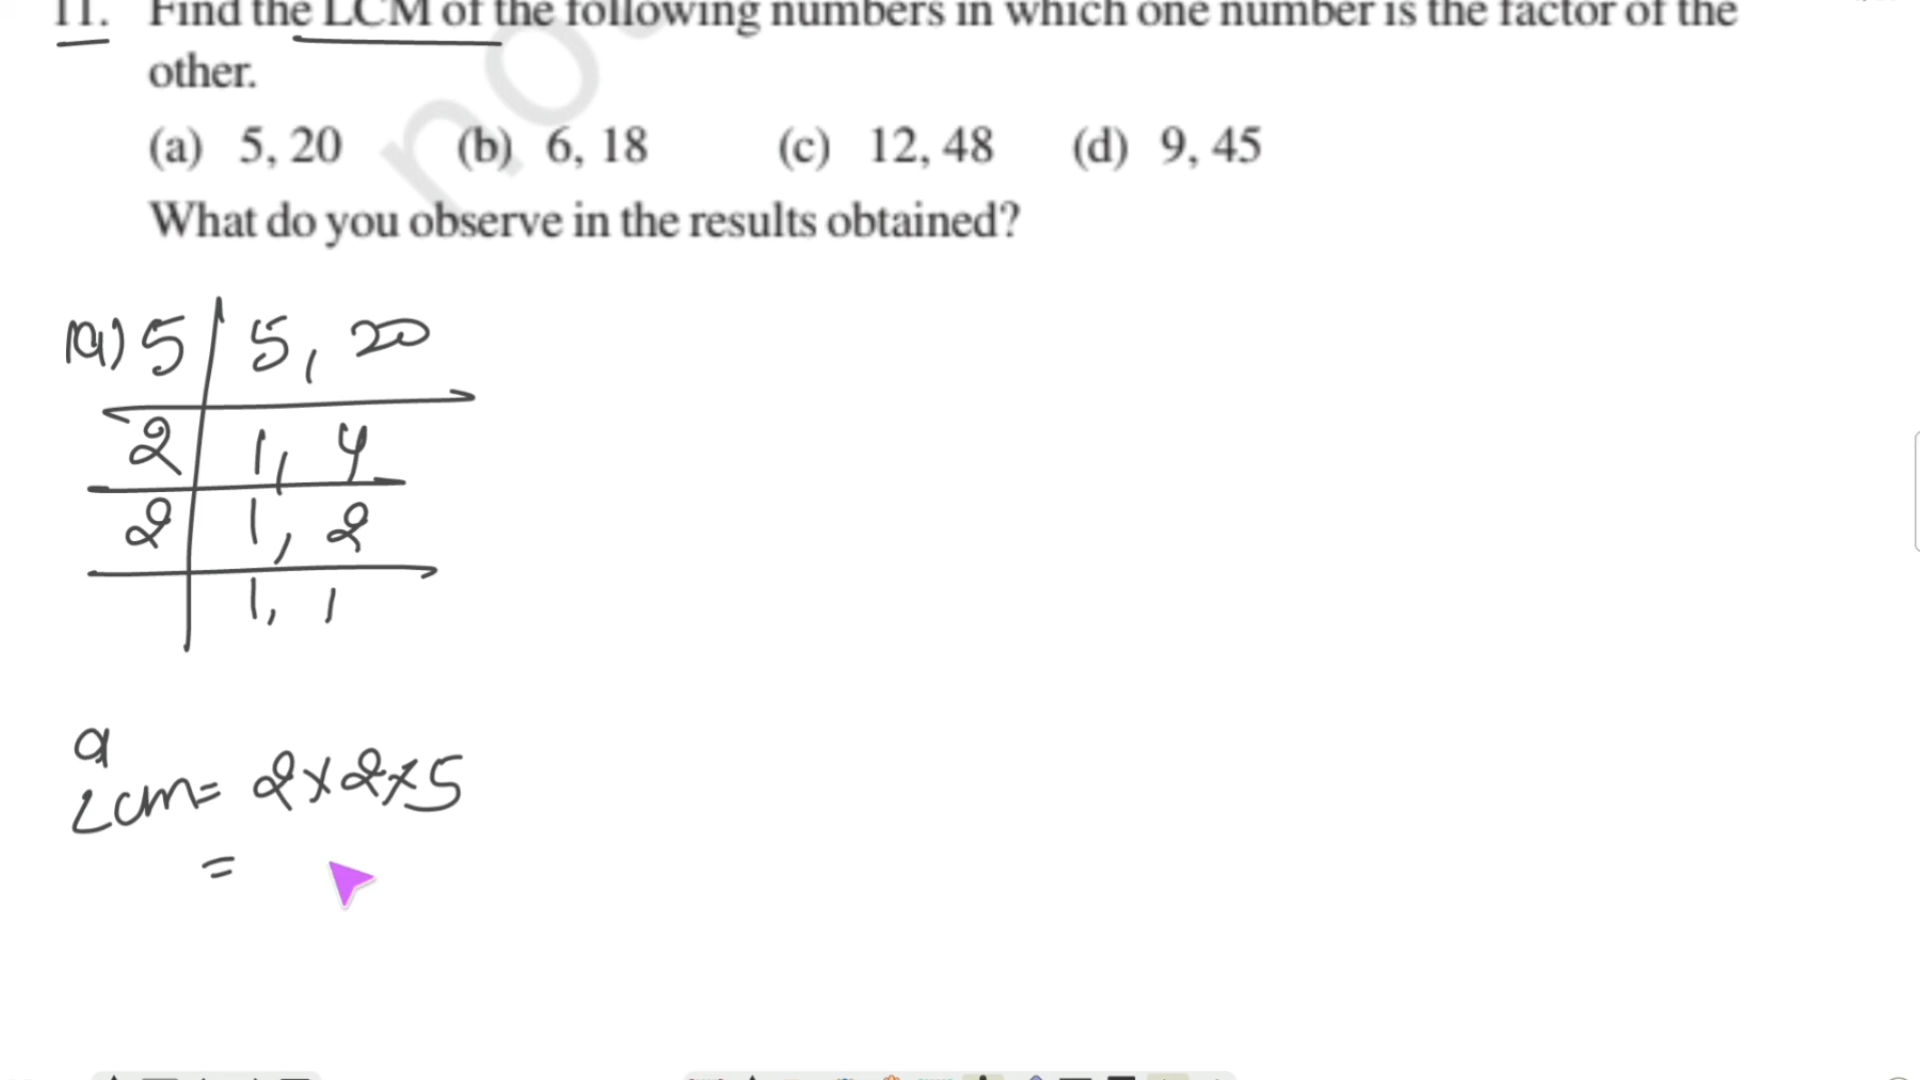 11. Find the LCM of the following numbers in which one number is the factor of the
other.
(a) 5, 20 (b) 6, 18 (c) 12, 48 (d) 9, 45
What do you observe in the results obtained?
(a) 5 | 5, 20
2 | 1, 4
2 | 1, 2
1, 1
a
Lcm = 2 x 2 x 5
=